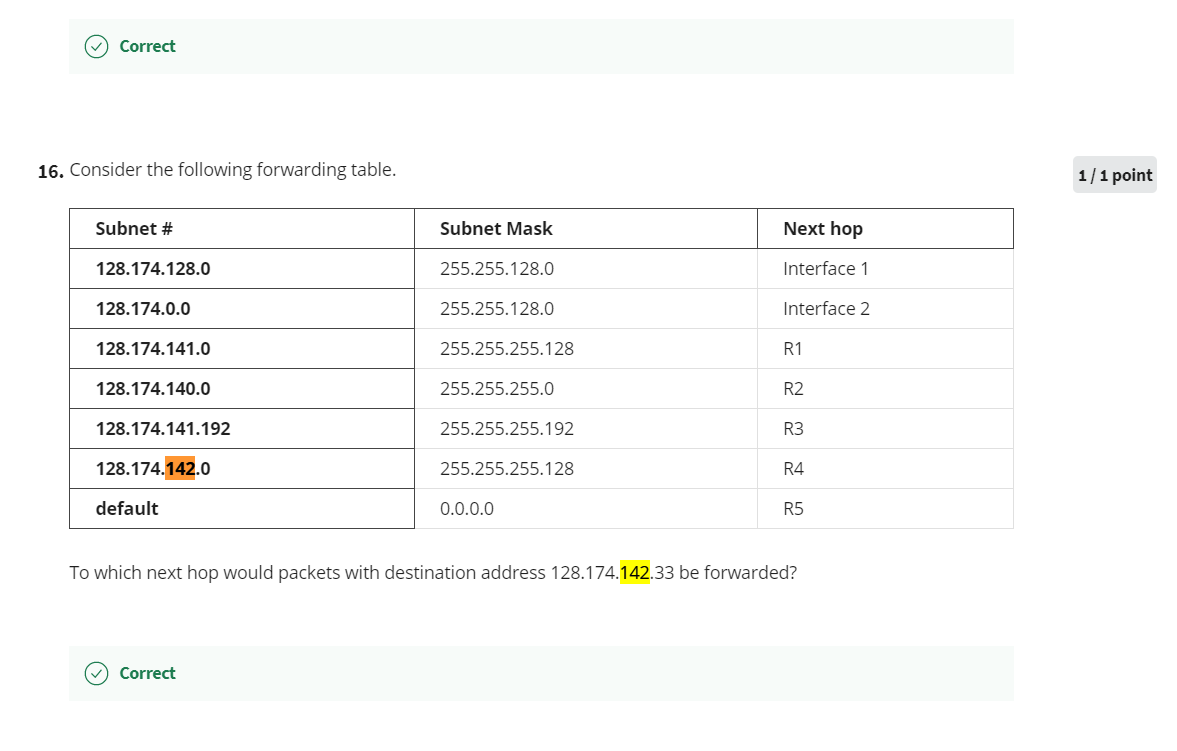 Correct
16. Consider the following forwarding table.
1 / 1 point
Subnet # Subnet Mask Next hop
128.174.128.0 255.255.128.0 Interface 1
128.174.0.0 255.255.128.0 Interface 2
128.174.141.0 255.255.255.128 R1
128.174.140.0 255.255.255.0 R2
128.174.141.192 255.255.255.192 R3
128.174.142.0 255.255.255.128 R4
default 0.0.0.0 R5
To which next hop would packets with destination address 128.174.142.33 be forwarded?
Correct